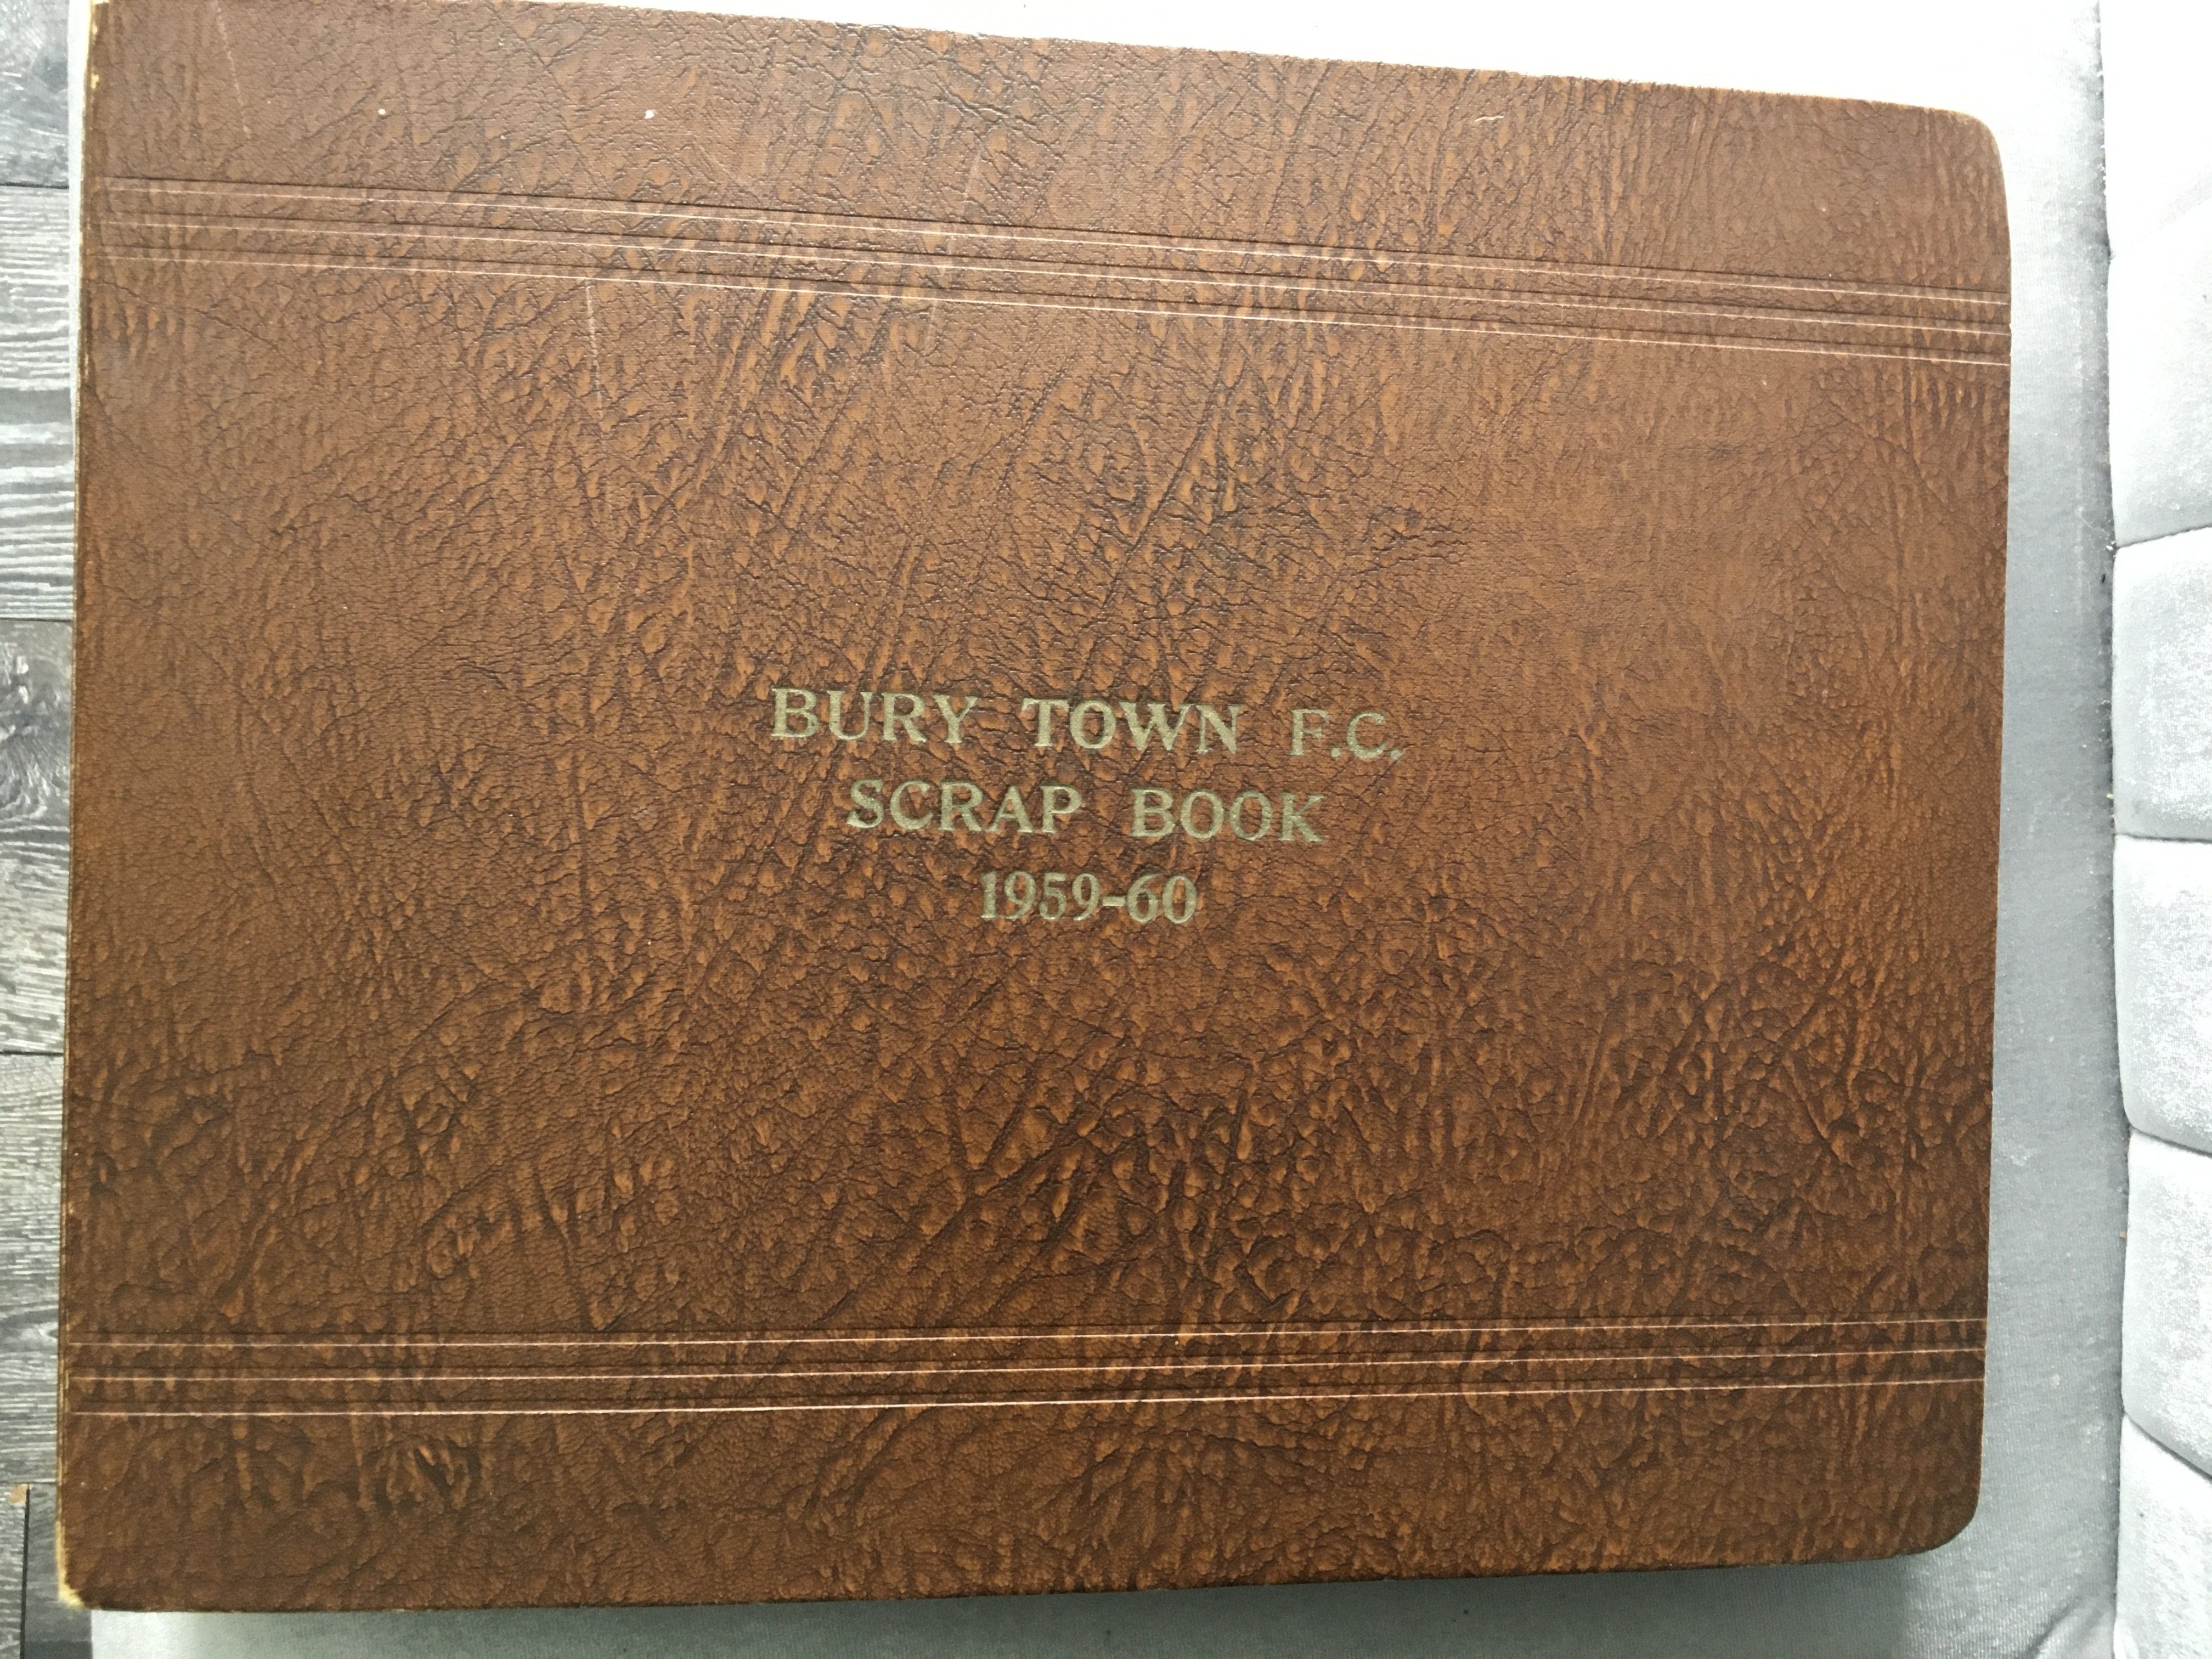 BURY TOWN F.C.
SCRAP BOOK
1959-60